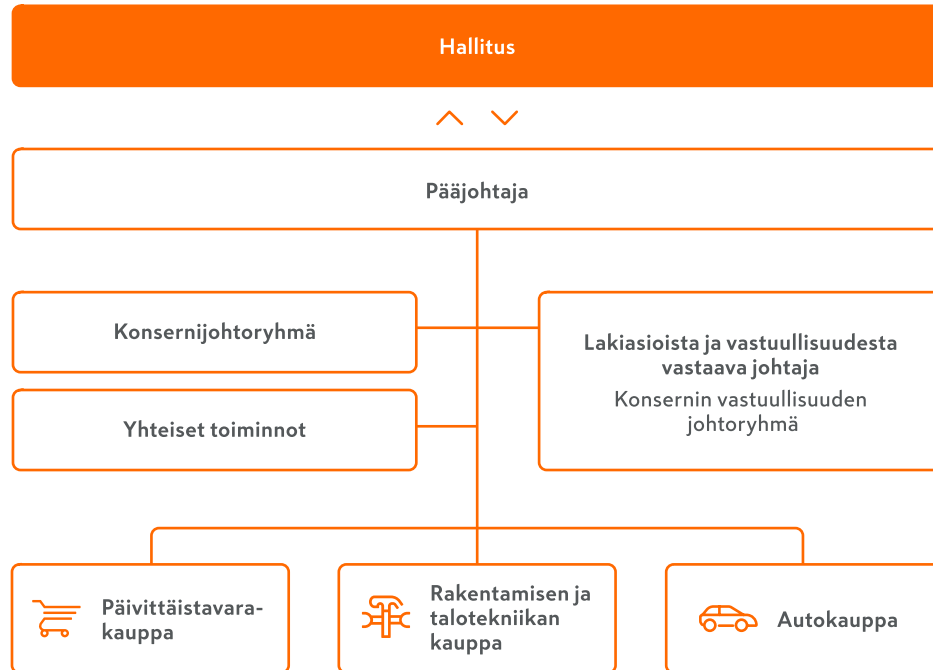 Hallitus
Pääjohtaja
Konsernijohtoryhmä
Yhteiset toiminnot
Lakiasioista ja vastuullisuudesta
vastaava johtaja
Konsernin vastuullisuuden
johtoryhmä
Päivittäistavara-
kauppa
Rakentamisen ja
talotekniikan
kauppa
Autokauppa